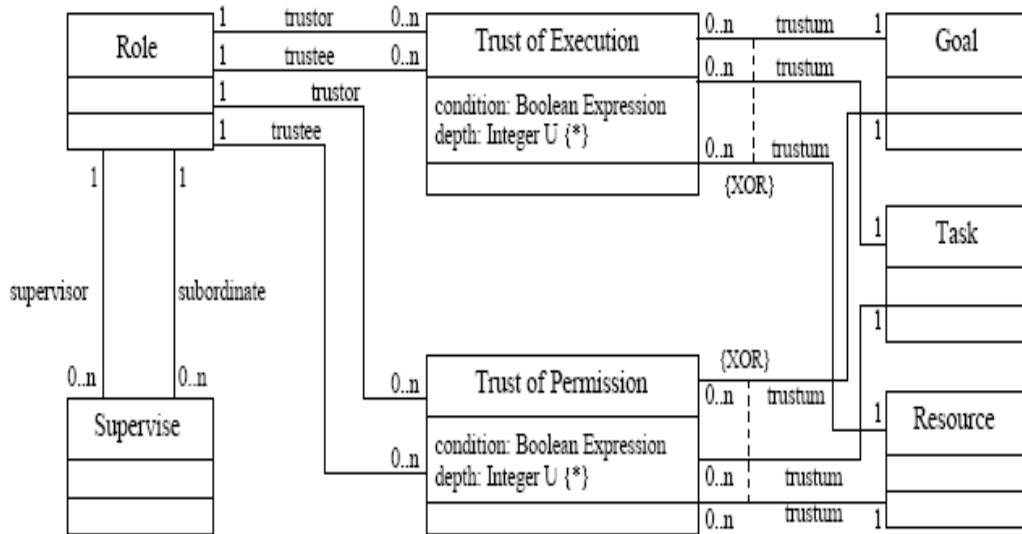 1 trustor 0..n
Role
1 trustee 0..n
1 trustor
1 trustee
Trust of Execution
condition: Boolean Expression
depth: Integer U {*}
0..n trustum 1
0..n trustum
0..n trustum
{XOR}
Goal
1
1
Task
1
1 1
supervisor subordinate
0..n 0..n
Supervise
0..n
0..n
Trust of Permission
condition: Boolean Expression
depth: Integer U {*}
{XOR}
0..n trustum
0..n trustum
0..n trustum 1
1
Resource